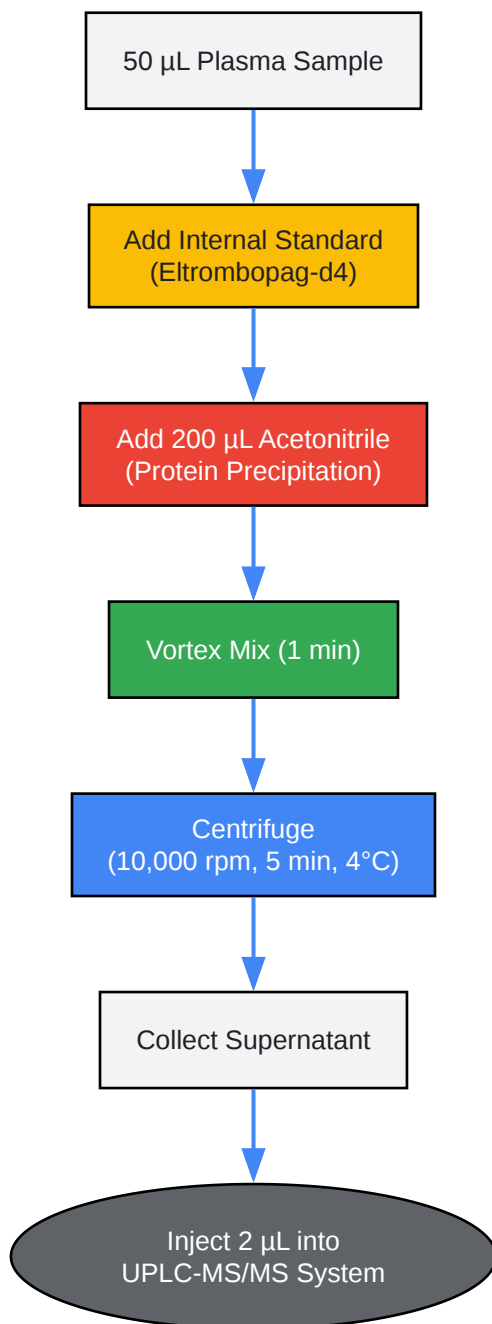 50 µL Plasma Sample
Add Internal Standard
(Eltrombopag-d4)
Add 200 µL Acetonitrile
(Protein Precipitation)
Vortex Mix (1 min)
Centrifuge
(10,000 rpm, 5 min, 4°C)
Collect Supernatant
Inject 2 µL into
UPLC-MS/MS System